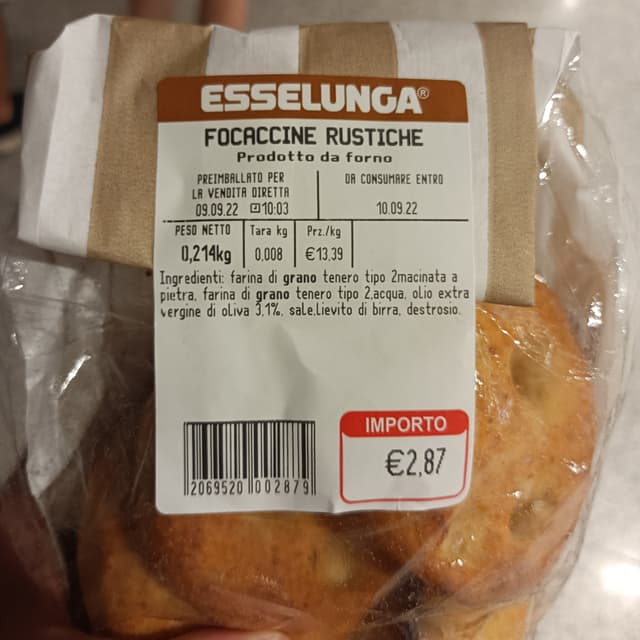 ESSELUNGA®
FOCACCINE RUSTICHE
Prodotto da forno
PREIMBALLATO PER
LA VENDITA DIRETTA
09.09.22 10:03
DA CONSUMARE ENTRO
10.09.22
PESO NETTO
0,214kg
Tara kg
0,008
Prz./kg
€13,39
Ingredienti: farina di grano tenero tipo 2macinata a
pietra, farina di grano tenero tipo 2,acqua, olio extra
vergine di oliva 3,1%, sale,lievito di birra, destrosio.
IMPORTO
€2,87
2069520 002879